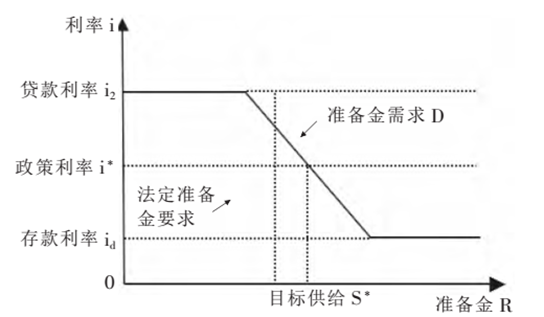 利率 i
贷款利率 i₂
准备金需求 D
政策利率 i*
法定准备
金要求
存款利率 i_d
0
目标供给 S*
准备金 R